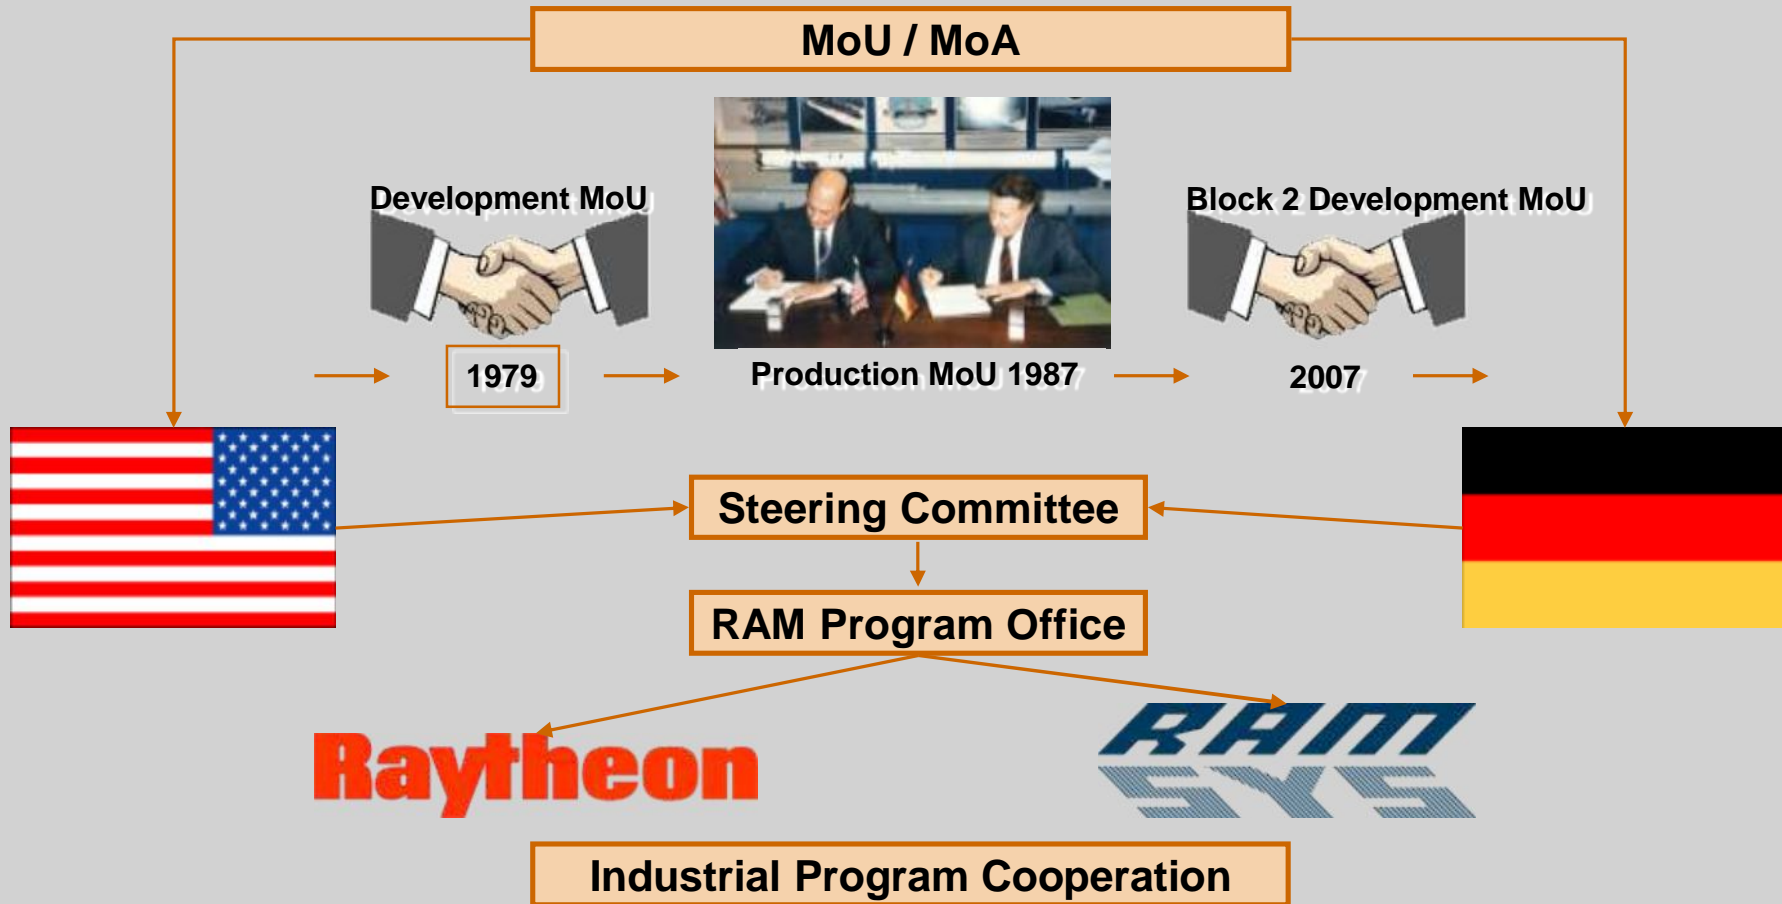 MoU / MoA
Development MoU
Block 2 Development MoU
1979
Production MoU 1987
2007
Steering Committee
RAM Program Office
Raytheon
RAM
SYS
Industrial Program Cooperation